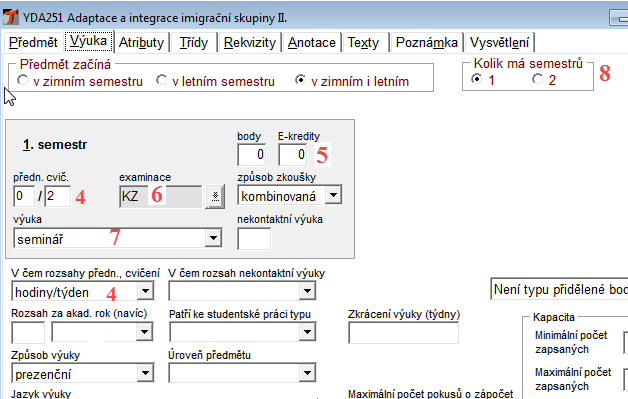 YDA251 Adaptace a integrace imigrační skupiny II.
Předmět Výuka Atributy Třídy Rekvizity Anotace Texty Poznámka Vysvětlení
Předmět začíná
v zimním semestru v letním semestru v zimním i letním
Kolik má semestrů
1 2
8
1. semestr
body E-kredity
0 0 5
předn. cvič. examinace způsob zkoušky
0 / 2 4 KZ 6 kombinovaná
výuka nekontaktní výuka
seminář 7
V čem rozsahy předn., cvičení V čem rozsah nekontaktní výuky
hodiny/týden 4
Není typu přidělené bod
Rozsah za akad. rok (navíc) Patří ke studentské práci typu Zkrácení výuky (týdny)
Kapacita
Minimální počet
zapsaných
Způsob výuky Úroveň předmětu
prezenční
Maximální počet
zapsaných
Jazyk výuky Maximální počet pokusů o zápočet